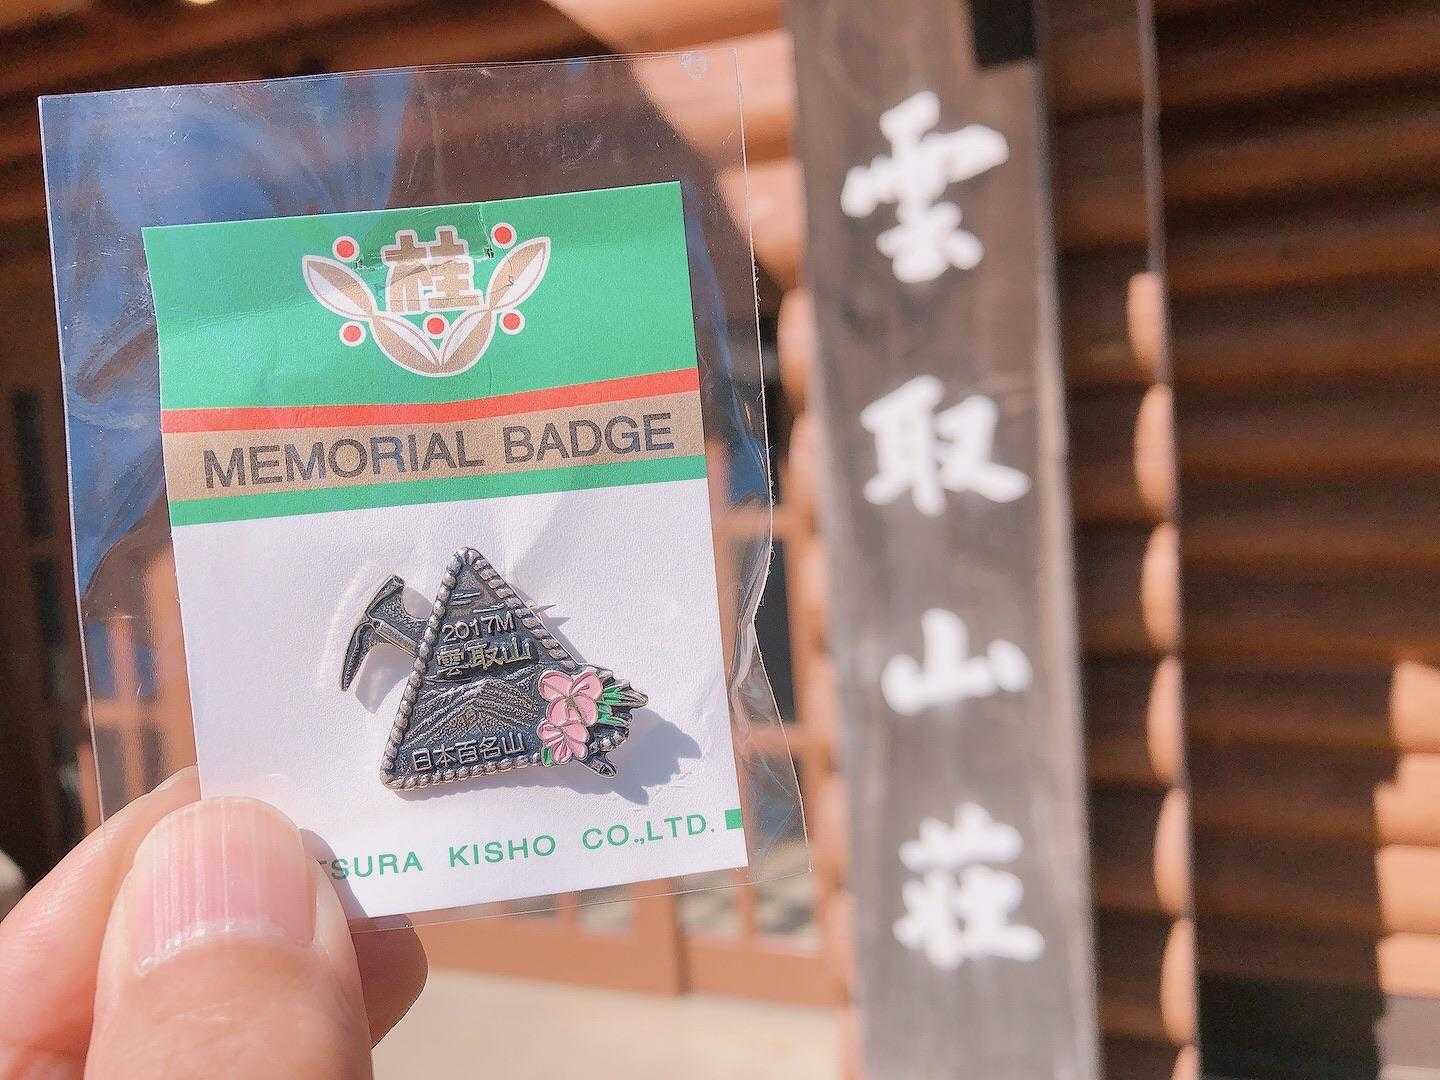 桂
MEMORIAL BADGE
2017M
雲取山
日本百名山
TSURA KISHO CO.,LTD.
雲取山荘